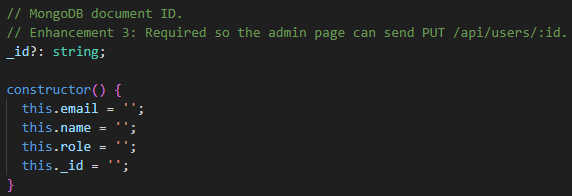 // MongoDB document ID.
// Enhancement 3: Required so the admin page can send PUT /api/users/:id.
_id?: string;
constructor() {
this.email = '';
this.name = '';
this.role = '';
this._id = '';
}